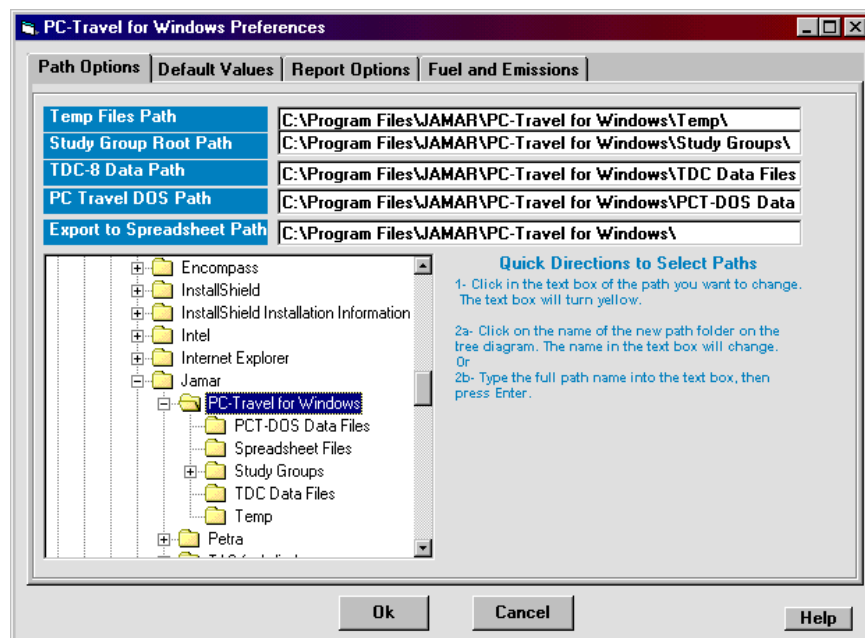 PC-Travel for Windows Preferences
Path Options
Default Values
Report Options
Fuel and Emissions
Temp Files Path
C:\Program Files\JAMAR\PC-Travel for Windows\Temp\
Study Group Root Path
C:\Program Files\JAMAR\PC-Travel for Windows\Study Groups\
TDC-8 Data Path
C:\Program Files\JAMAR\PC-Travel for Windows\TDC Data Files
PC Travel DOS Path
C:\Program Files\JAMAR\PC-Travel for Windows\PCT-DOS Data
Export to Spreadsheet Path
C:\Program Files\JAMAR\PC-Travel for Windows\
Encompass
InstallShield
InstallShield Installation Information
Intel
Internet Explorer
Jamar
PC-Travel for Windows
PCT-DOS Data Files
Spreadsheet Files
Study Groups
TDC Data Files
Temp
Petra
Quick Directions to Select Paths
1- Click in the text box of the path you want to change.
The text box will turn yellow.
2a- Click on the name of the new path folder on the
tree diagram. The name in the text box will change.
Or
2b- Type the full path name into the text box, then
press Enter.
Ok
Cancel
Help